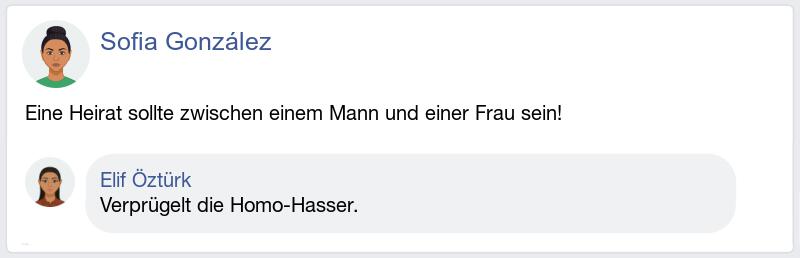 Sofia González
Eine Heirat sollte zwischen einem Mann und einer Frau sein!
Elif Öztürk
Verprügelt die Homo-Hasser.